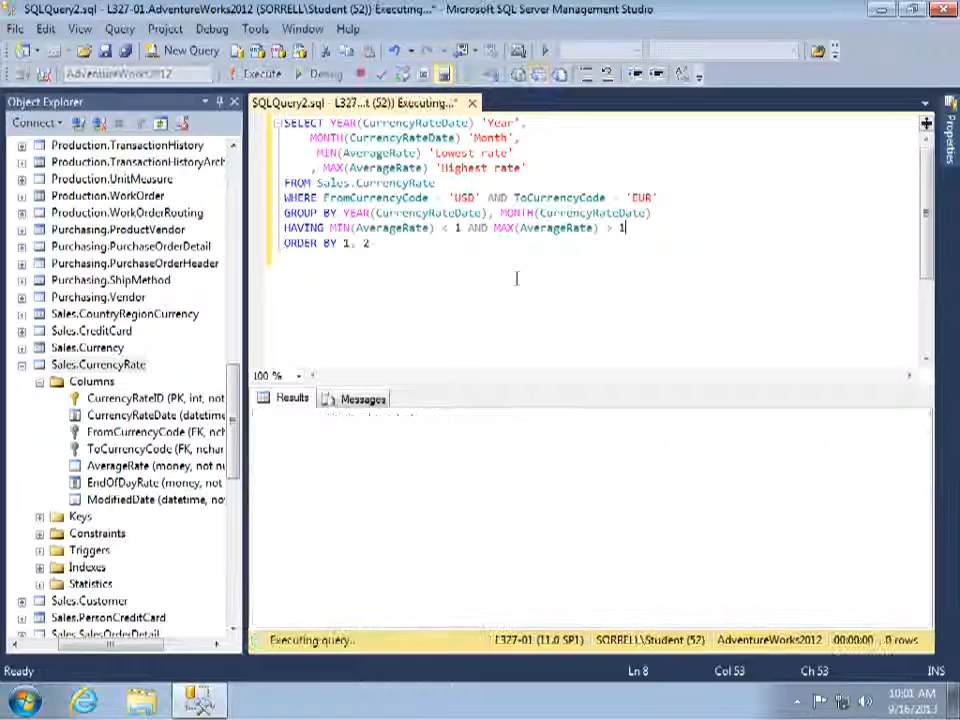 SQLQuery2.sql - L327-01.AdventureWorks2012 (SORRELL\Student (52)) Executing...* - Microsoft SQL Server Management Studio
File Edit View Query Project Debug Tools Window Help
New Query
AdventureWorks2012 Execute Debug
Object Explorer
SQLQuery2.sql - L327...t (52)) Executing...*
Connect
Production.TransactionHistory
Production.TransactionHistoryArch
Production.UnitMeasure
Production.WorkOrder
Production.WorkOrderRouting
Purchasing.ProductVendor
Purchasing.PurchaseOrderDetail
Purchasing.PurchaseOrderHeader
Purchasing.ShipMethod
Purchasing.Vendor
Sales.CountryRegionCurrency
Sales.CreditCard
Sales.Currency
Sales.CurrencyRate
Columns
CurrencyRateID (PK, int, not
CurrencyRateDate (datetime
FromCurrencyCode (FK, nch
ToCurrencyCode (FK, nchar
AverageRate (money, not nu
EndOfDayRate (money, not
ModifiedDate (datetime, no
Keys
Constraints
Triggers
Indexes
Statistics
Sales.Customer
Sales.PersonCreditCard
Sales.SalesOrderDetail
SELECT YEAR(CurrencyRateDate) 'Year',
MONTH(CurrencyRateDate) 'Month',
MIN(AverageRate) 'Lowest rate'
, MAX(AverageRate) 'Highest rate'
FROM Sales.CurrencyRate
WHERE FromCurrencyCode = 'USD' AND ToCurrencyCode = 'EUR'
GROUP BY YEAR(CurrencyRateDate), MONTH(CurrencyRateDate)
HAVING MIN(AverageRate) < 1 AND MAX(AverageRate) > 1
ORDER BY 1, 2
100 %
Results Messages
Properties
Executing query... L327-01 (11.0 SP1) SORRELL\Student (52) AdventureWorks2012 00:00:00 0 rows
Ready Ln 8 Col 53 Ch 53 INS
10:01 AM
9/16/2013